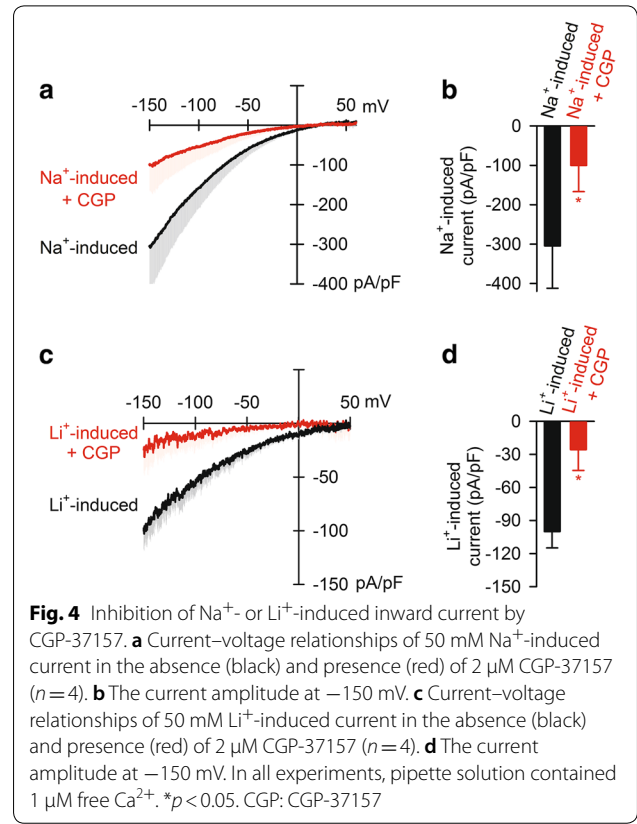 a
-150 -100 -50 50 mV
Na⁺-induced
+ CGP
Na⁺-induced
-100
-200
-300
-400 pA/pF
b
Na⁺-induced
Na⁺-induced
+ CGP
Na⁺-induced
current (pA/pF)
0
-100
-200
-300
-400
*
c
-150 -100 -50 50 mV
Li⁺-induced
+ CGP
Li⁺-induced
-50
-100
-150 pA/pF
d
Li⁺-induced
Li⁺-induced
+ CGP
Li⁺-induced
current (pA/pF)
0
-30
-60
-90
-120
-150
*
Fig. 4 Inhibition of Na⁺- or Li⁺-induced inward current by
CGP-37157. a Current–voltage relationships of 50 mM Na⁺-induced
current in the absence (black) and presence (red) of 2 μM CGP-37157
(n = 4). b The current amplitude at −150 mV. c Current–voltage
relationships of 50 mM Li⁺-induced current in the absence (black)
and presence (red) of 2 μM CGP-37157 (n = 4). d The current
amplitude at −150 mV. In all experiments, pipette solution contained
1 μM free Ca²⁺. *p < 0.05. CGP: CGP-37157